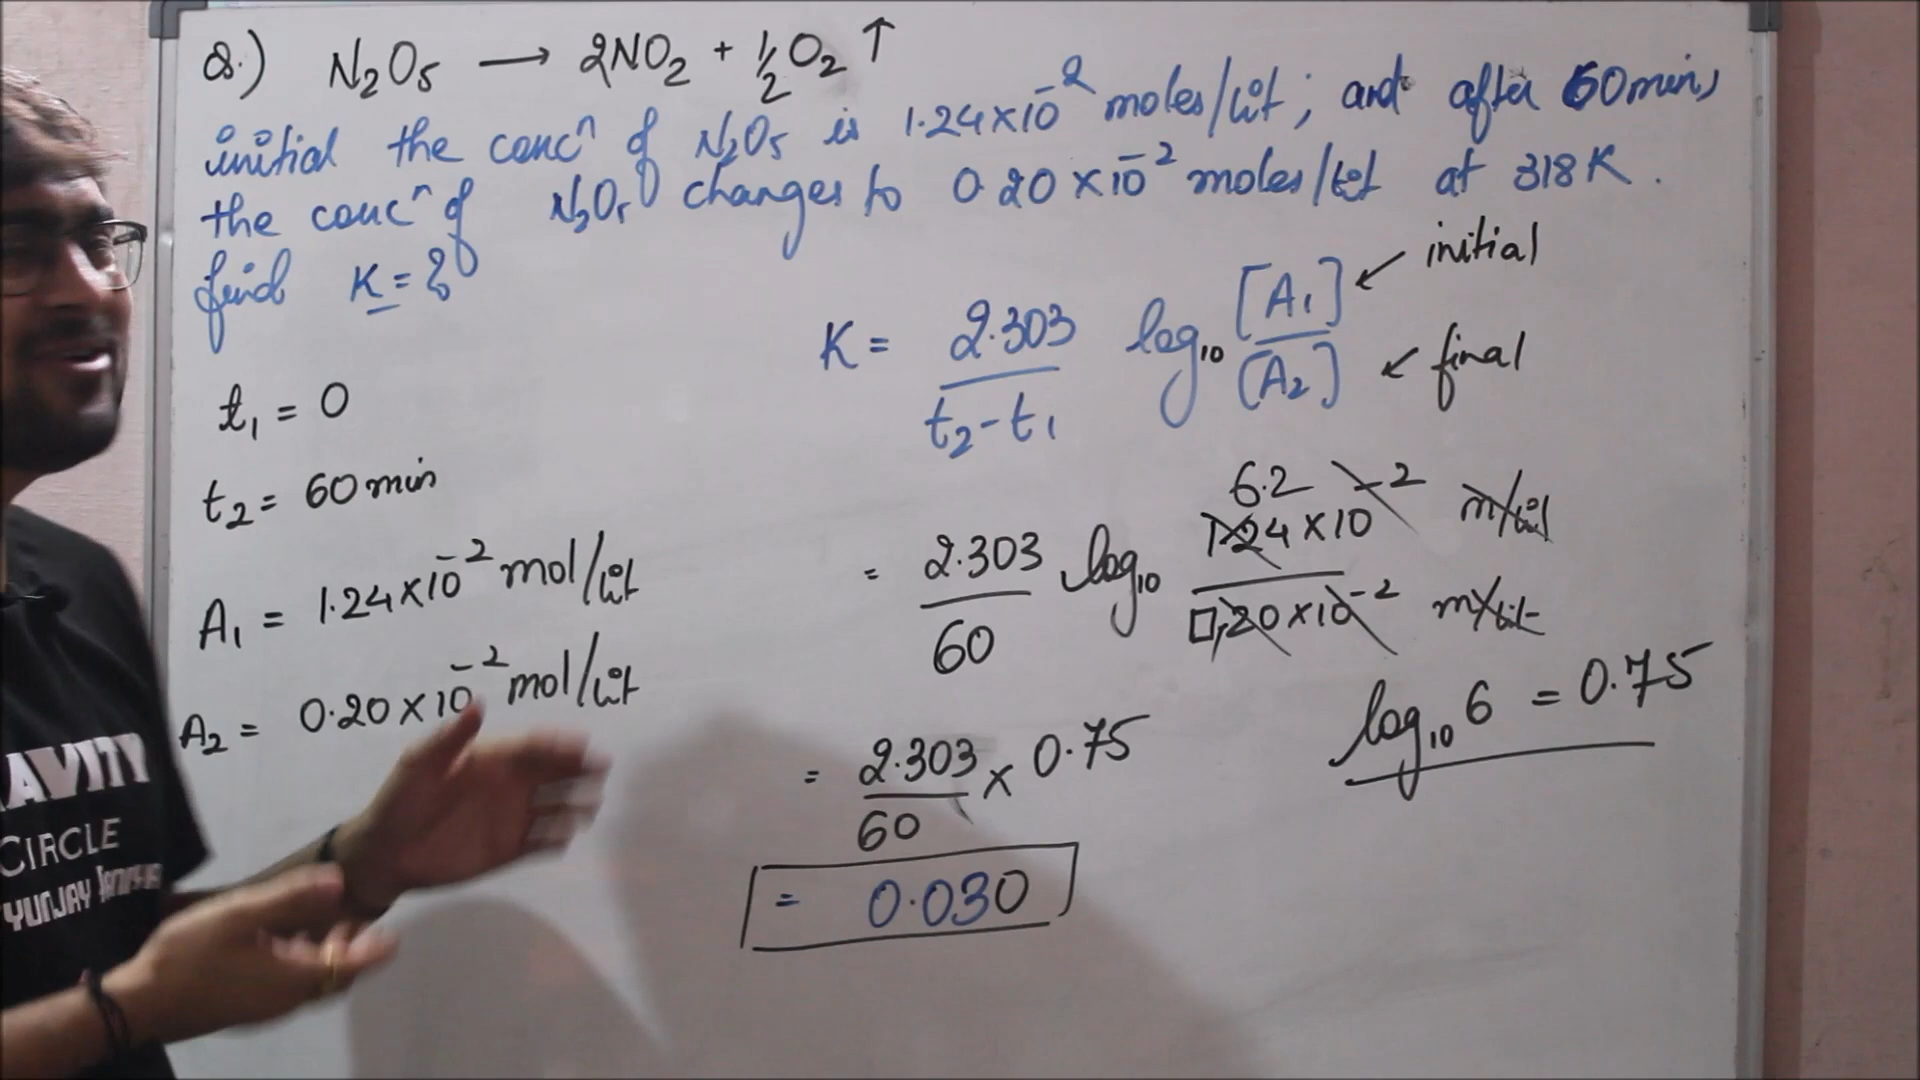 Q.) N₂O₅ ⟶ 2NO₂ + ½O₂ ↑
initial the concⁿ of N₂O₅ is 1.24×10⁻² moles/lit; and after 60min,
the concⁿ of N₂O₅ changes to 0.20×10⁻² moles/lit at 318K.
find K = ?
K = 2.303/(t₂-t₁) log₁₀ [A₁]/[A₂]
initial
final
t₁ = 0
t₂ = 60min
A₁ = 1.24×10⁻² mol/lit
A₂ = 0.20×10⁻² mol/lit
6.2
= 2.303/60 log₁₀ 1.24×10⁻² m/lit / 0.20×10⁻² m/lit
log₁₀ 6 = 0.75
= 2.303/60 × 0.75
= 0.030
AVITY
CIRCLE
YUNJAY